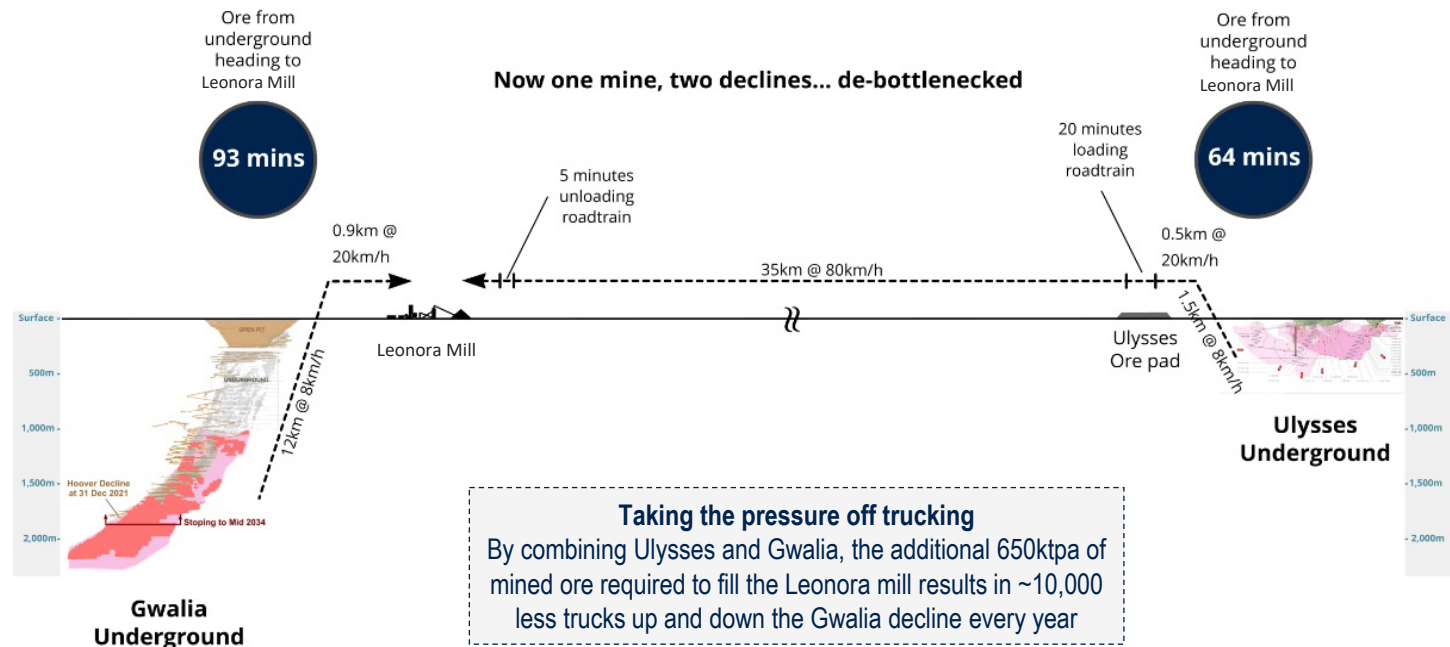 Ore from
underground
heading to
Leonora Mill
93 mins
Now one mine, two declines... de-bottlenecked
Ore from
underground
heading to
Leonora Mill
64 mins
5 minutes
unloading
roadtrain
20 minutes
loading
roadtrain
0.9km @
20km/h
35km @ 80km/h
0.5km @
20km/h
1.5km @ 8km/h
12km @ 8km/h
Surface
500m
1,000m
1,500m
2,000m
OPEN PIT
UNDERGROUND
Hoover Decline
at 31 Dec 2021
Stoping to Mid 2034
Leonora Mill
Ulysses
Ore pad
Surface
500m
1,000m
1,500m
2,000m
Gwalia
Underground
Ulysses
Underground
Taking the pressure off trucking
By combining Ulysses and Gwalia, the additional 650ktpa of
mined ore required to fill the Leonora mill results in ~10,000
less trucks up and down the Gwalia decline every year